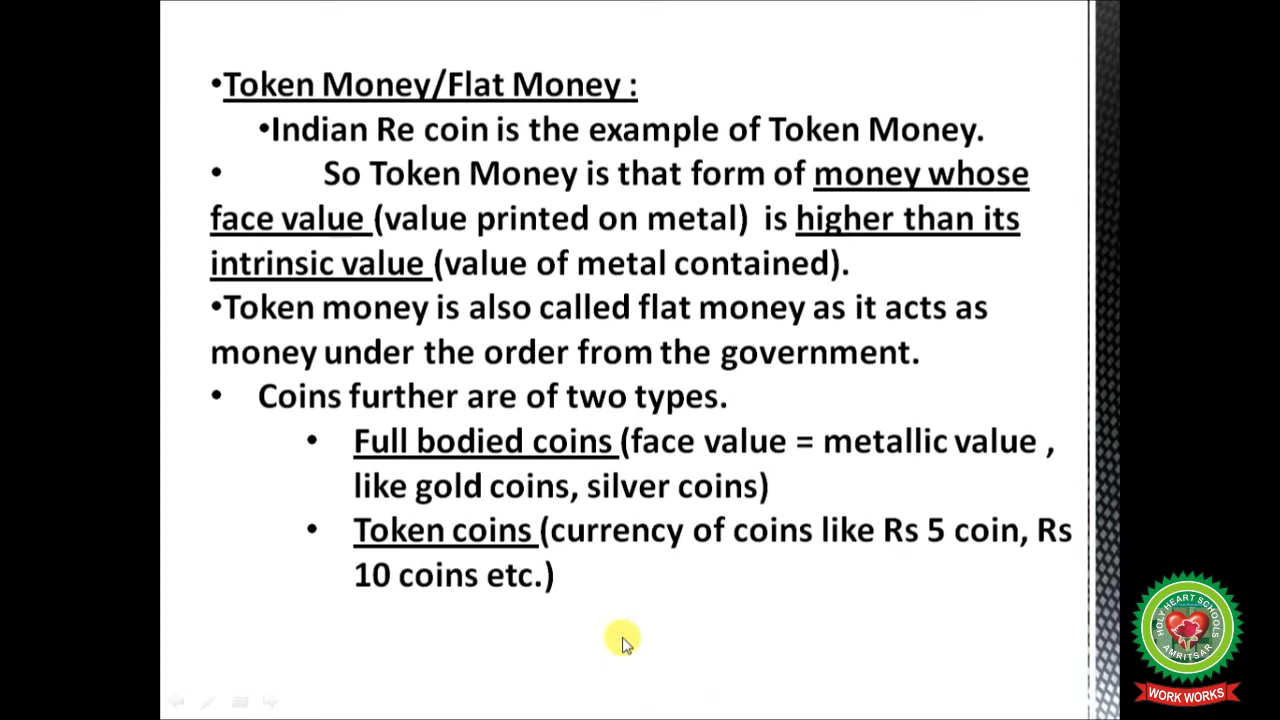 •Token Money/Flat Money :
•Indian Re coin is the example of Token Money.
• So Token Money is that form of money whose
face value (value printed on metal) is higher than its
intrinsic value (value of metal contained).
•Token money is also called flat money as it acts as
money under the order from the government.
• Coins further are of two types.
• Full bodied coins (face value = metallic value ,
like gold coins, silver coins)
• Token coins (currency of coins like Rs 5 coin, Rs
10 coins etc.)
HOLY HEART SCHOOLS
AMRITSAR
WORK WORKS